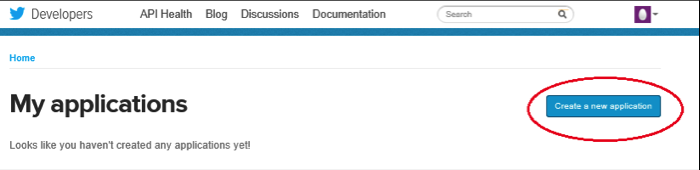 Developers API Health Blog Discussions Documentation Search
Home
My applications Create a new application
Looks like you haven't created any applications yet!